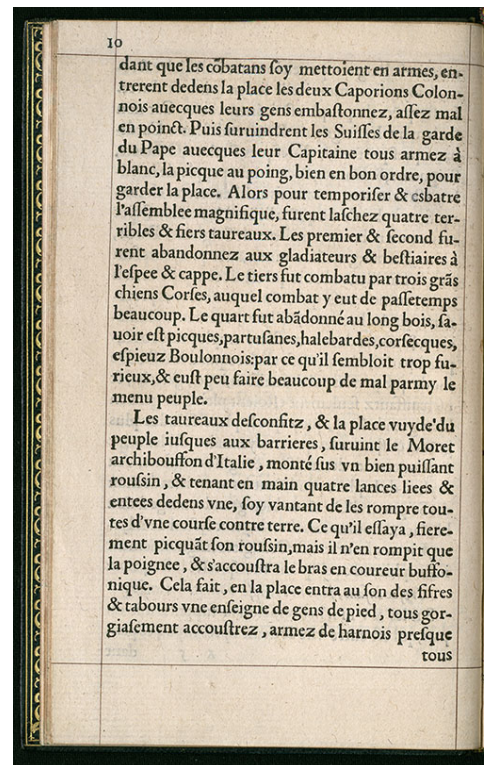 10
dant que les cõbatans ſoy mettoient en armes, en-
trerent dedens la place les deux Caporions Colon-
nois auecques leurs gens embaſtonnez, aſſez mal
en poinct. Puis ſuruindrent les Suiſſes de la garde
du Pape auecques leur Capitaine tous armez à
blanc, la picque au poing, bien en bon ordre, pour
garder la place. Alors pour temporiſer & esbatre
l'aſſemblee magnifique, furent laſchez quatre ter-
ribles & fiers taureaux. Les premier & ſecond fu-
rent abandonnez aux gladiateurs & beſtiaires à
l'eſpee & cappe. Le tiers fut combatu par trois grãs
chiens Corſes, auquel combat y eut de paſſetemps
beaucoup. Le quart fut abãdonné au long bois, ſa-
uoir eſt picques,partuſanes,halebardes,corſecques,
eſpieuz Boulonnois:par ce qu'il ſembloit trop fu-
rieux,& euſt peu faire beaucoup de mal parmy le
menu peuple.
Les taureaux desconfitz, & la place vuyde'du
peuple iuſques aux barrieres, ſuruint le Moret
archibouffon d'Italie, monté ſus vn bien puiſſant
rouſſin, & tenant en main quatre lances liees &
entees dedens vne, ſoy vantant de les rompre tou-
tes d'vne courſe contre terre. Ce qu'il eſſaya, fiere-
ment picquãt ſon rouſſin,mais il n'en rompit que
la poignee, & s'accouſtra le bras en coureur buffo-
nique. Cela fait, en la place entra au ſon des fifres
& tabours vne enſeigne de gens de pied, tous gor-
giaſement accouſtrez, armez de harnois preſque
tous